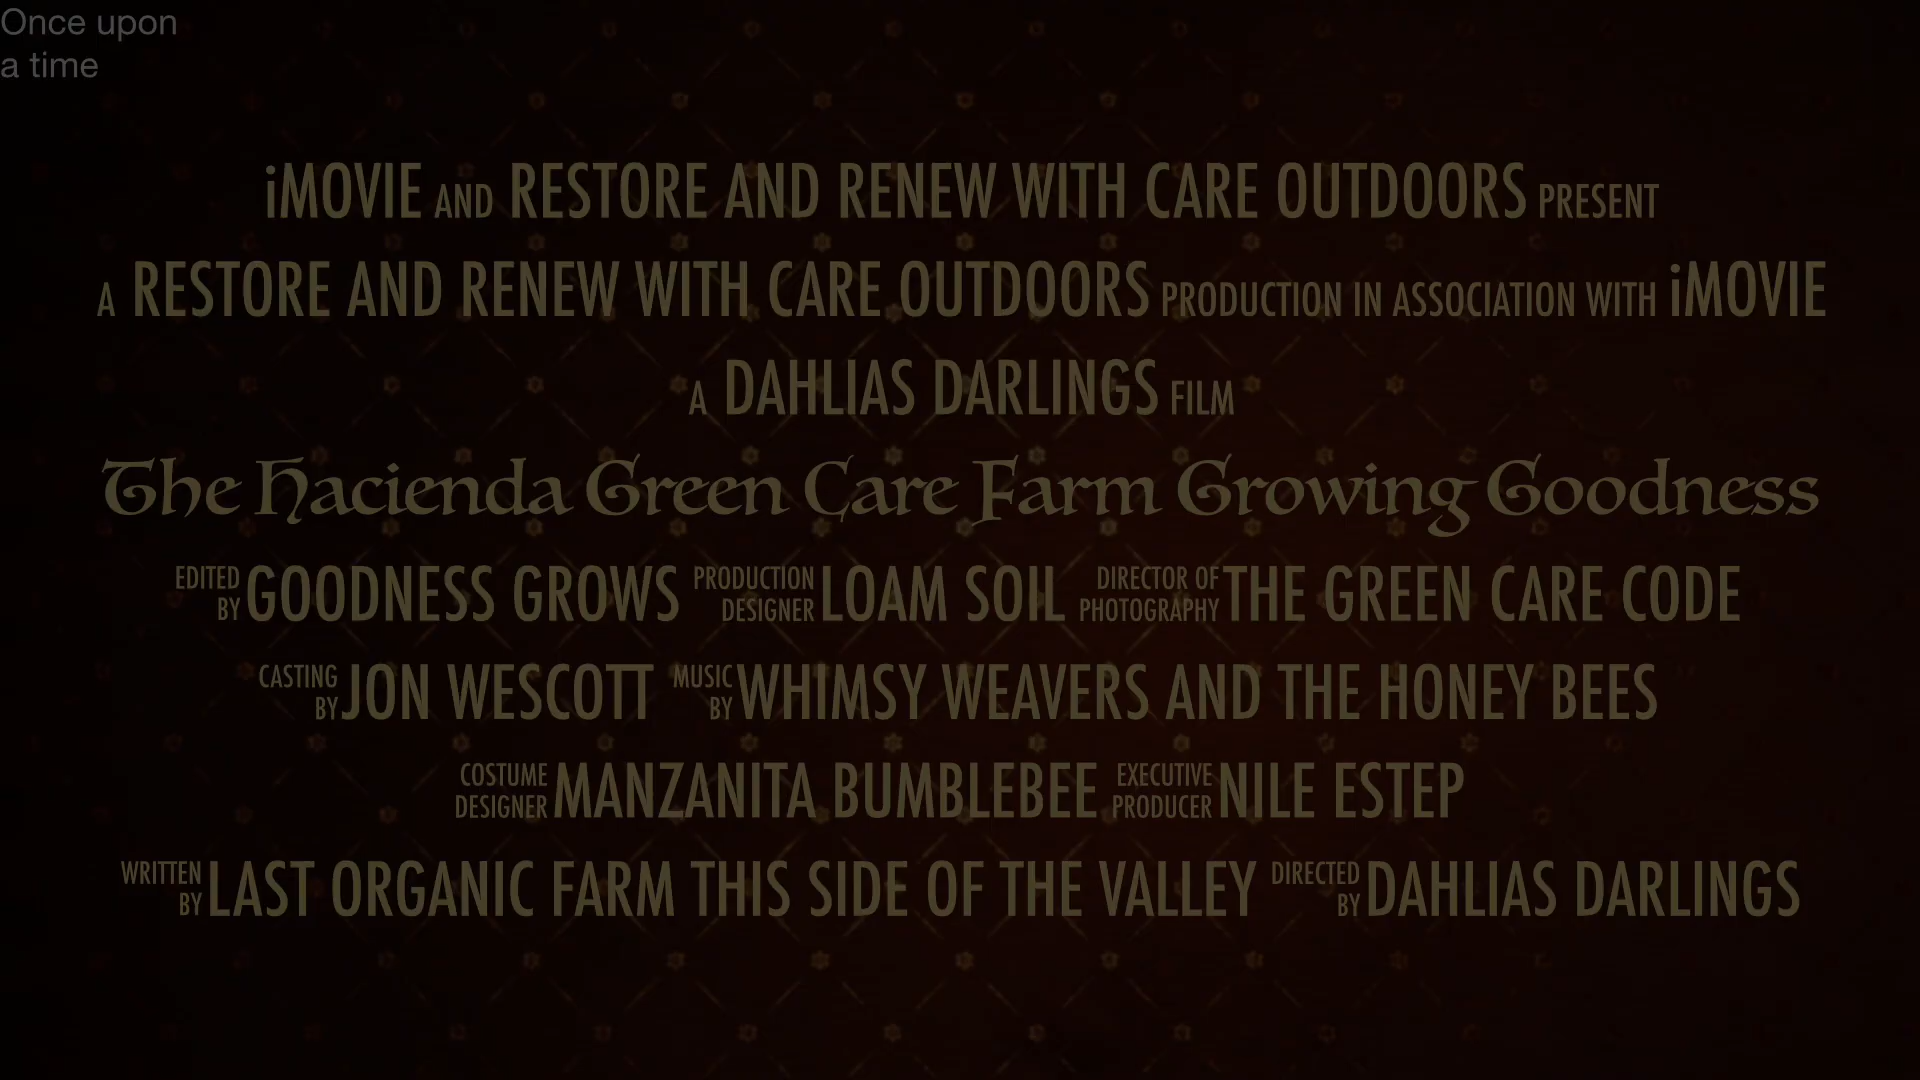 Once upon
a time
iMOVIE AND RESTORE AND RENEW WITH CARE OUTDOORS PRESENT
A RESTORE AND RENEW WITH CARE OUTDOORS PRODUCTION IN ASSOCIATION WITH iMOVIE
A DAHLIAS DARLINGS FILM
The Hacienda Green Care Farm Growing Goodness
EDITED BY GOODNESS GROWS PRODUCTION DESIGNER LOAM SOIL DIRECTOR OF PHOTOGRAPHY THE GREEN CARE CODE
CASTING BY JON WESCOTT MUSIC BY WHIMSY WEAVERS AND THE HONEY BEES
COSTUME DESIGNER MANZANITA BUMBLEBEE EXECUTIVE PRODUCER NILE ESTEP
WRITTEN BY LAST ORGANIC FARM THIS SIDE OF THE VALLEY DIRECTED BY DAHLIAS DARLINGS